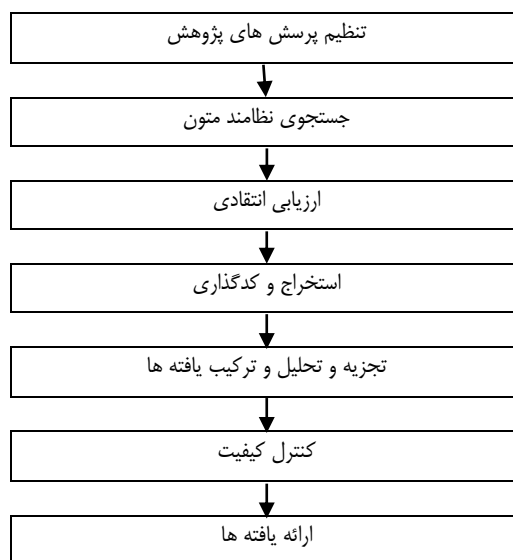 تنظیم پرسش های پژوهش
جستجوی نظامند متون
ارزیابی انتقادی
استخراج و کدگذاری
تجزیه و تحلیل و ترکیب یافته ها
کنترل کیفیت
ارائه یافته ها